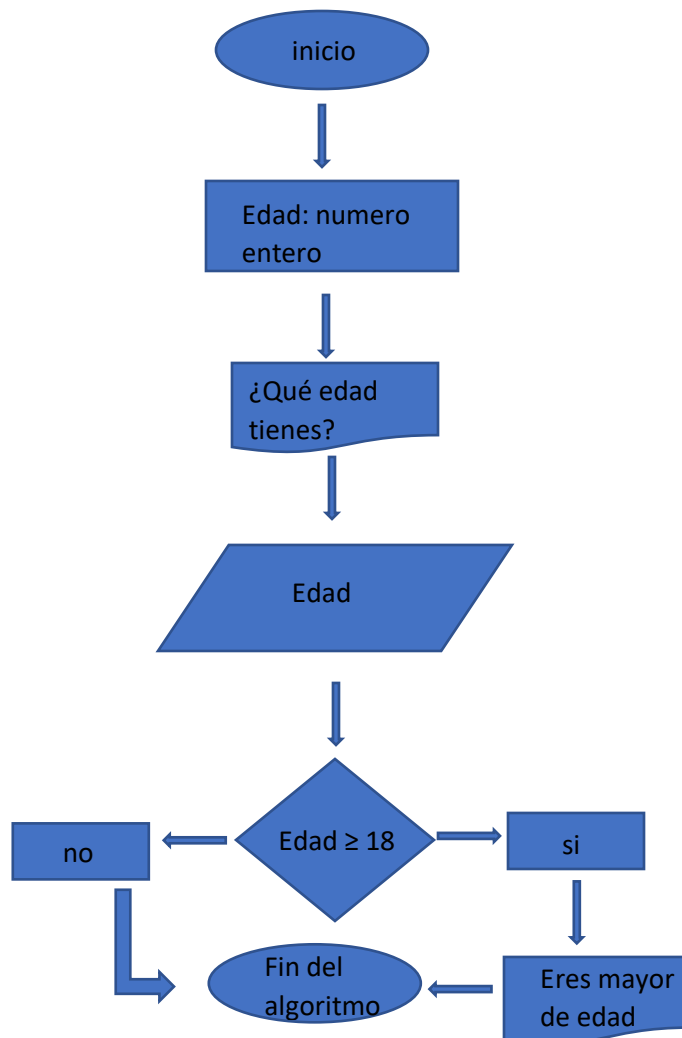 inicio
Edad: numero
entero
¿Qué edad
tienes?
Edad
Edad ≥ 18
no
si
Fin del
algoritmo
Eres mayor
de edad